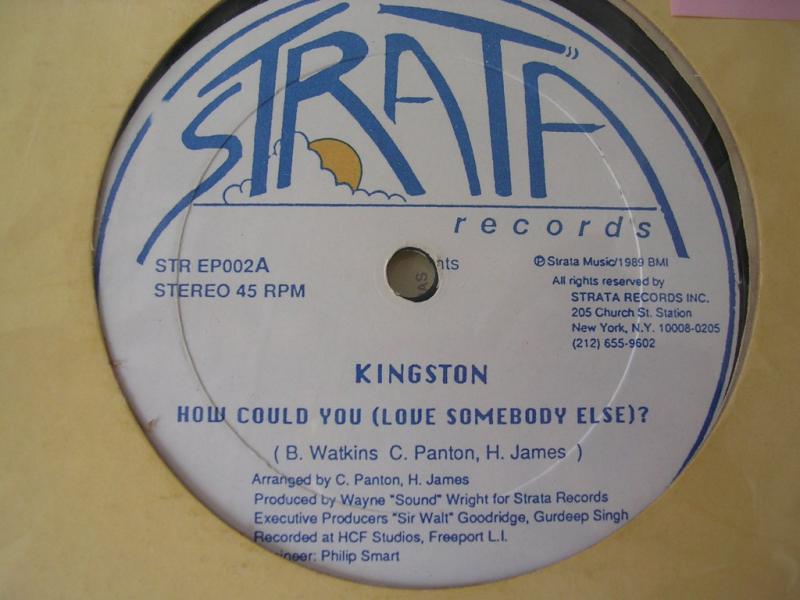 STRATA
records
STR EP002A
STEREO 45 RPM
nts
AS
℗ Strata Music/1989 BMI
All rights reserved by
STRATA RECORDS INC.
205 Church St. Station
New York, N.Y. 10008-0205
(212) 655-9602
KINGSTON
HOW COULD YOU (LOVE SOMEBODY ELSE)?
( B. Watkins C. Panton, H. James )
Arranged by C. Panton, H. James
Produced by Wayne "Sound" Wright for Strata Records
Executive Producers "Sir Walt" Goodridge, Gurdeep Singh
Recorded at HCF Studios, Freeport L.I.
ineer: Philip Smart